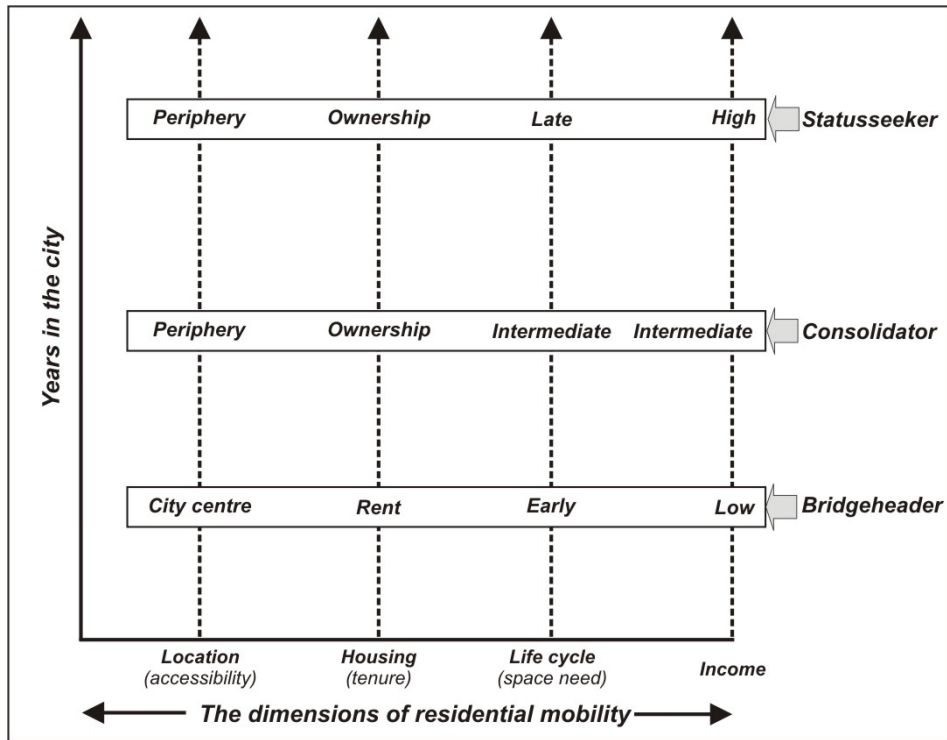 Years in the city
Periphery Ownership Late High Statusseeker
Periphery Ownership Intermediate Intermediate Consolidator
City centre Rent Early Low Bridgeheader
Location Housing Life cycle Income
(accessibility) (tenure) (space need)
The dimensions of residential mobility